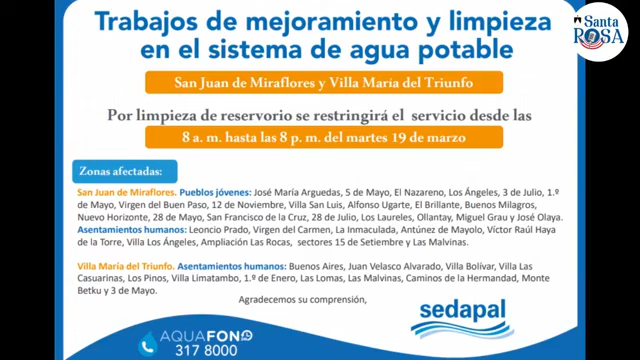 Trabajos de mejoramiento y limpieza
en el sistema de agua potable
Santa
ROSA
San Juan de Miraflores y Villa María del Triunfo
Por limpieza de reservorio se restringirá el servicio desde las
8 a. m. hasta las 8 p. m. del martes 19 de marzo
Zonas afectadas:
San Juan de Miraflores. Pueblos jóvenes: José María Arguedas, 5 de Mayo, El Nazareno, Los Ángeles, 3 de Julio, 1.º
de Mayo, Virgen del Buen Paso, 12 de Noviembre, Villa San Luis, Alfonso Ugarte, El Brillante, Buenos Milagros,
Nuevo Horizonte, 28 de Mayo, San Francisco de la Cruz, 28 de Julio, Los Laureles, Ollantay, Miguel Grau y José Olaya.
Asentamientos humanos: Leoncio Prado, Virgen del Carmen, La Inmaculada, Antúnez de Mayolo, Víctor Raúl Haya
de la Torre, Villa Los Ángeles, Ampliación Las Rocas, sectores 15 de Setiembre y Las Malvinas.
Villa María del Triunfo. Asentamientos humanos: Buenos Aires, Juan Velasco Alvarado, Villa Bolívar, Villa Las
Casuarinas, Los Pinos, Villa Limatambo, 1.º de Enero, Las Lomas, Las Malvinas, Caminos de la Hermandad, Monte
Betku y 3 de Mayo.
Agradecemos su comprensión,
sedapal
AQUAFONO
317 8000